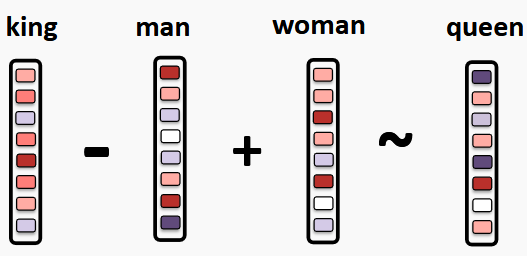 king - man + woman ~ queen